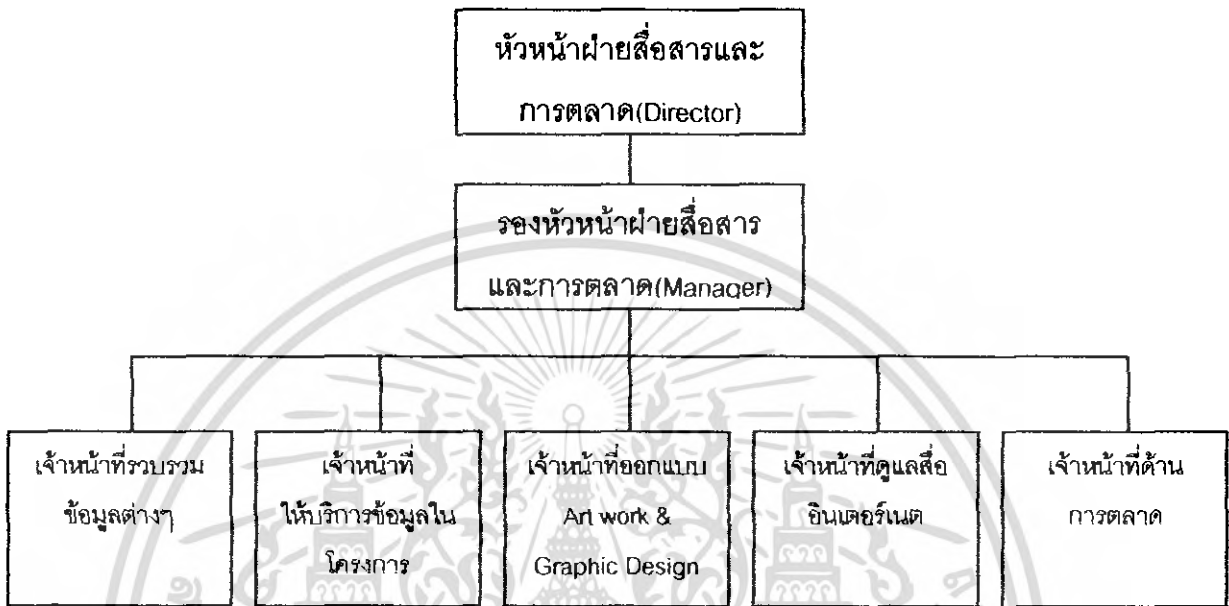 หัวหน้าฝ่ายสื่อสารและ
การตลาด(Director)
รองหัวหน้าฝ่ายสื่อสาร
และการตลาด(Manager)
เจ้าหน้าที่รวบรวม
ข้อมูลต่างๆ
เจ้าหน้าที่
ให้บริการข้อมูลใน
โครงการ
เจ้าหน้าที่ออกแบบ
Art work &
Graphic Design
เจ้าหน้าที่ดูแลสื่อ
อินเตอร์เนต
เจ้าหน้าที่ด้าน
การตลาด